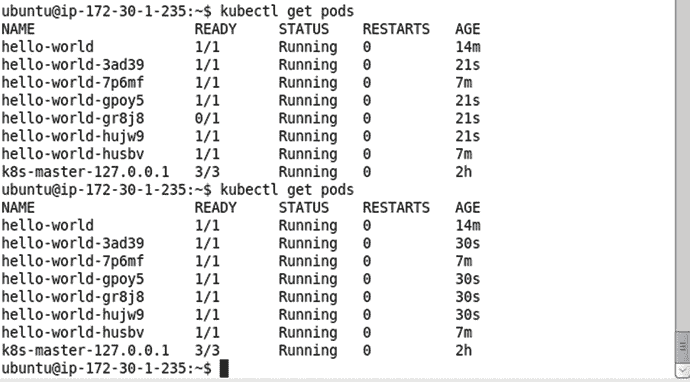 ubuntu@ip-172-30-1-235:~$ kubectl get pods
NAME READY STATUS RESTARTS AGE
hello-world 1/1 Running 0 14m
hello-world-3ad39 1/1 Running 0 21s
hello-world-7p6mf 1/1 Running 0 7m
hello-world-gpoy5 1/1 Running 0 21s
hello-world-gr8j8 0/1 Running 0 21s
hello-world-hujw9 1/1 Running 0 21s
hello-world-husbv 1/1 Running 0 7m
k8s-master-127.0.0.1 3/3 Running 0 2h
ubuntu@ip-172-30-1-235:~$ kubectl get pods
NAME READY STATUS RESTARTS AGE
hello-world 1/1 Running 0 14m
hello-world-3ad39 1/1 Running 0 30s
hello-world-7p6mf 1/1 Running 0 7m
hello-world-gpoy5 1/1 Running 0 30s
hello-world-gr8j8 1/1 Running 0 30s
hello-world-hujw9 1/1 Running 0 30s
hello-world-husbv 1/1 Running 0 7m
k8s-master-127.0.0.1 3/3 Running 0 2h
ubuntu@ip-172-30-1-235:~$